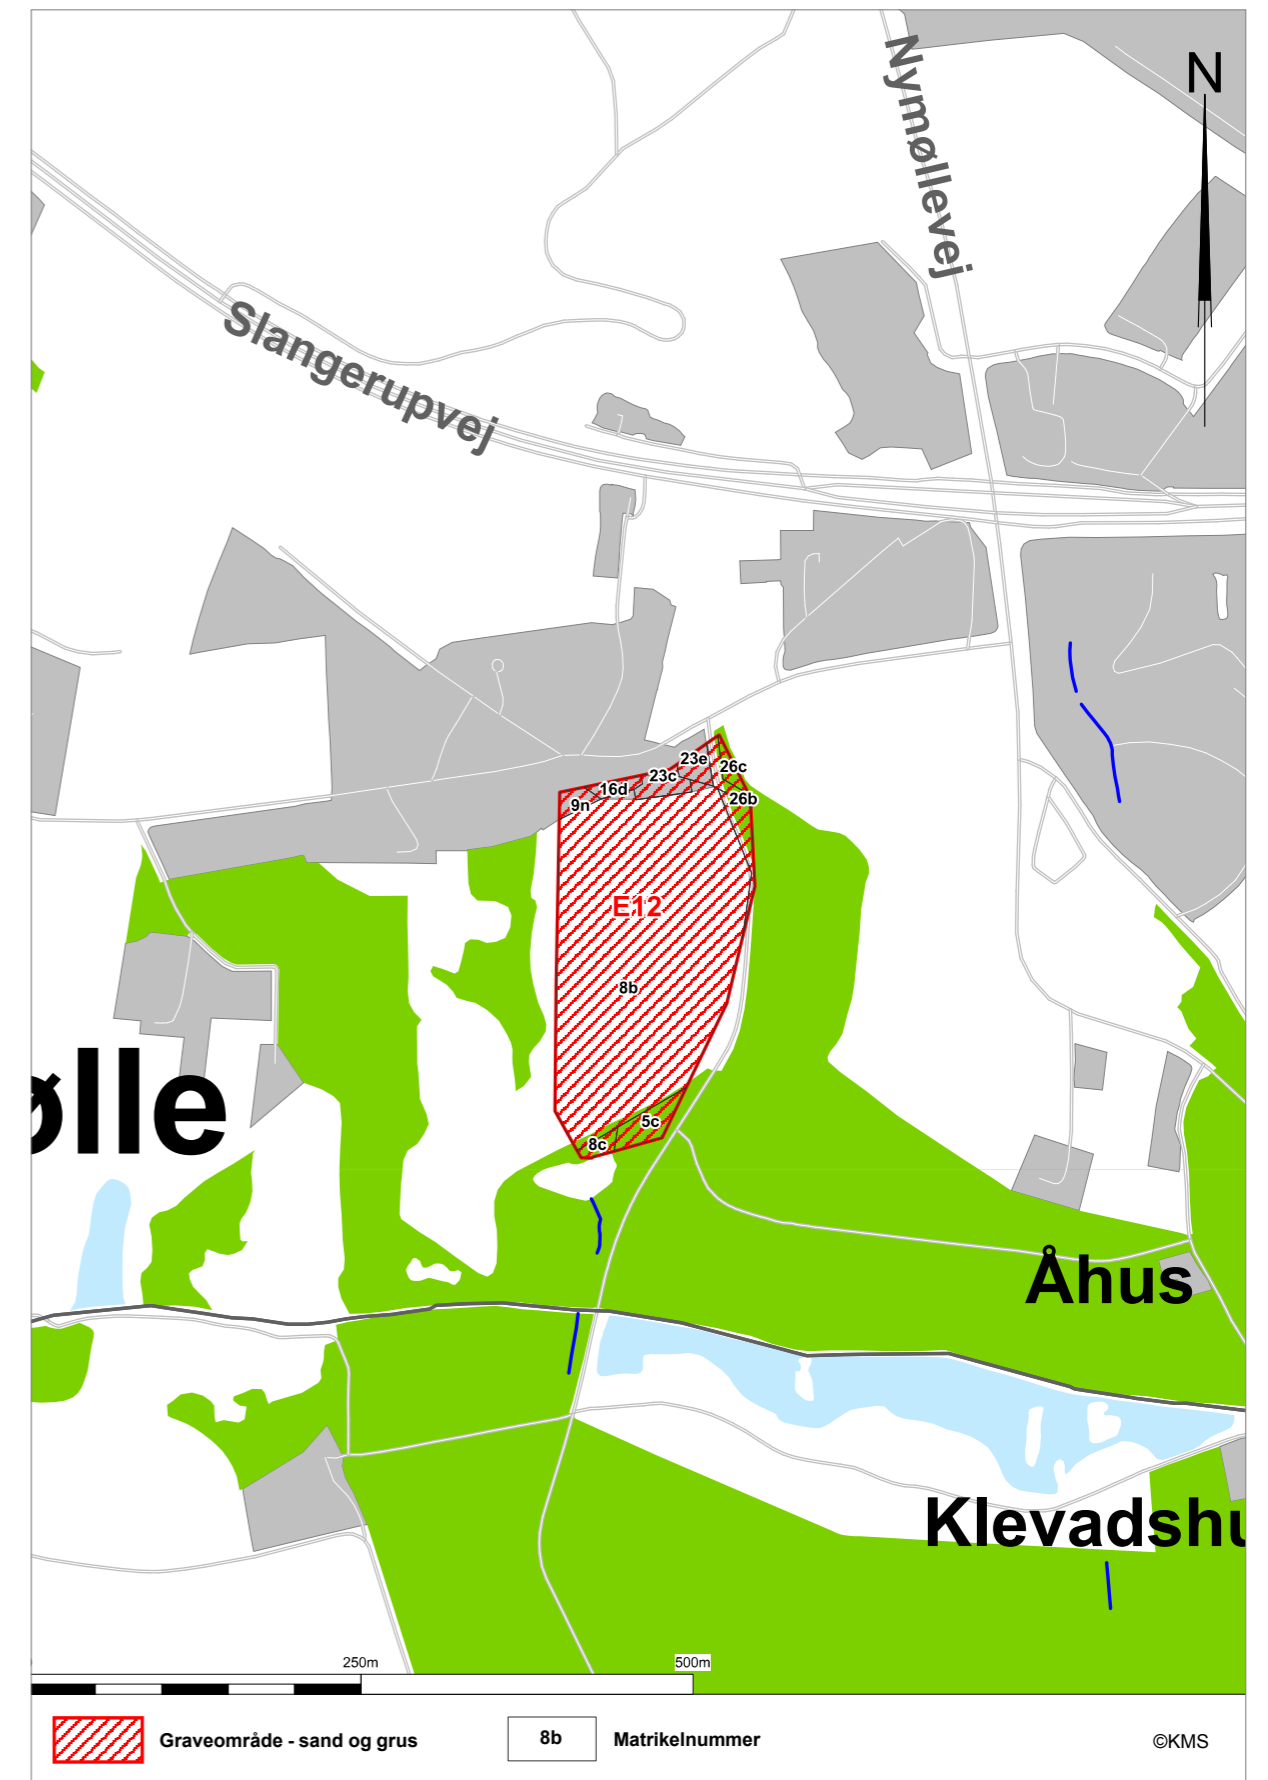 Nymøllevej
N
Slangerupvej
23e
26c
23c
16d
26b
9n
E12
8b
ølle
5c
8c
Åhus
Klevadshu
250m
500m
Graveområde - sand og grus
8b
Matrikelnummer
©KMS